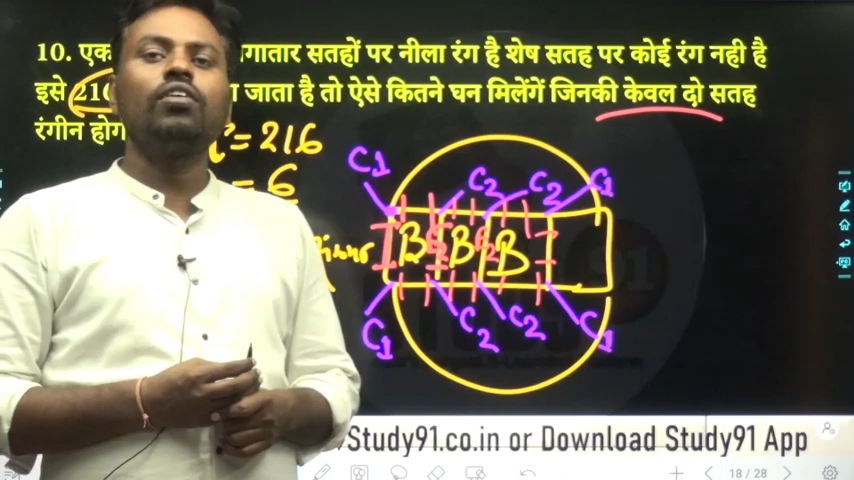 10. एक सतहों पर नीला रंग है शेष सतह पर कोई रंग नही है
इसे जाता है तो ऐसे कितने घन मिलेंगें जिनकी केवल दो सतह
रंगीन
= 216
= 6
C1 C2 C2 C1
B B B
C1 C2 C2 C1
Study91.co.in or Download Study91 App
18 / 28